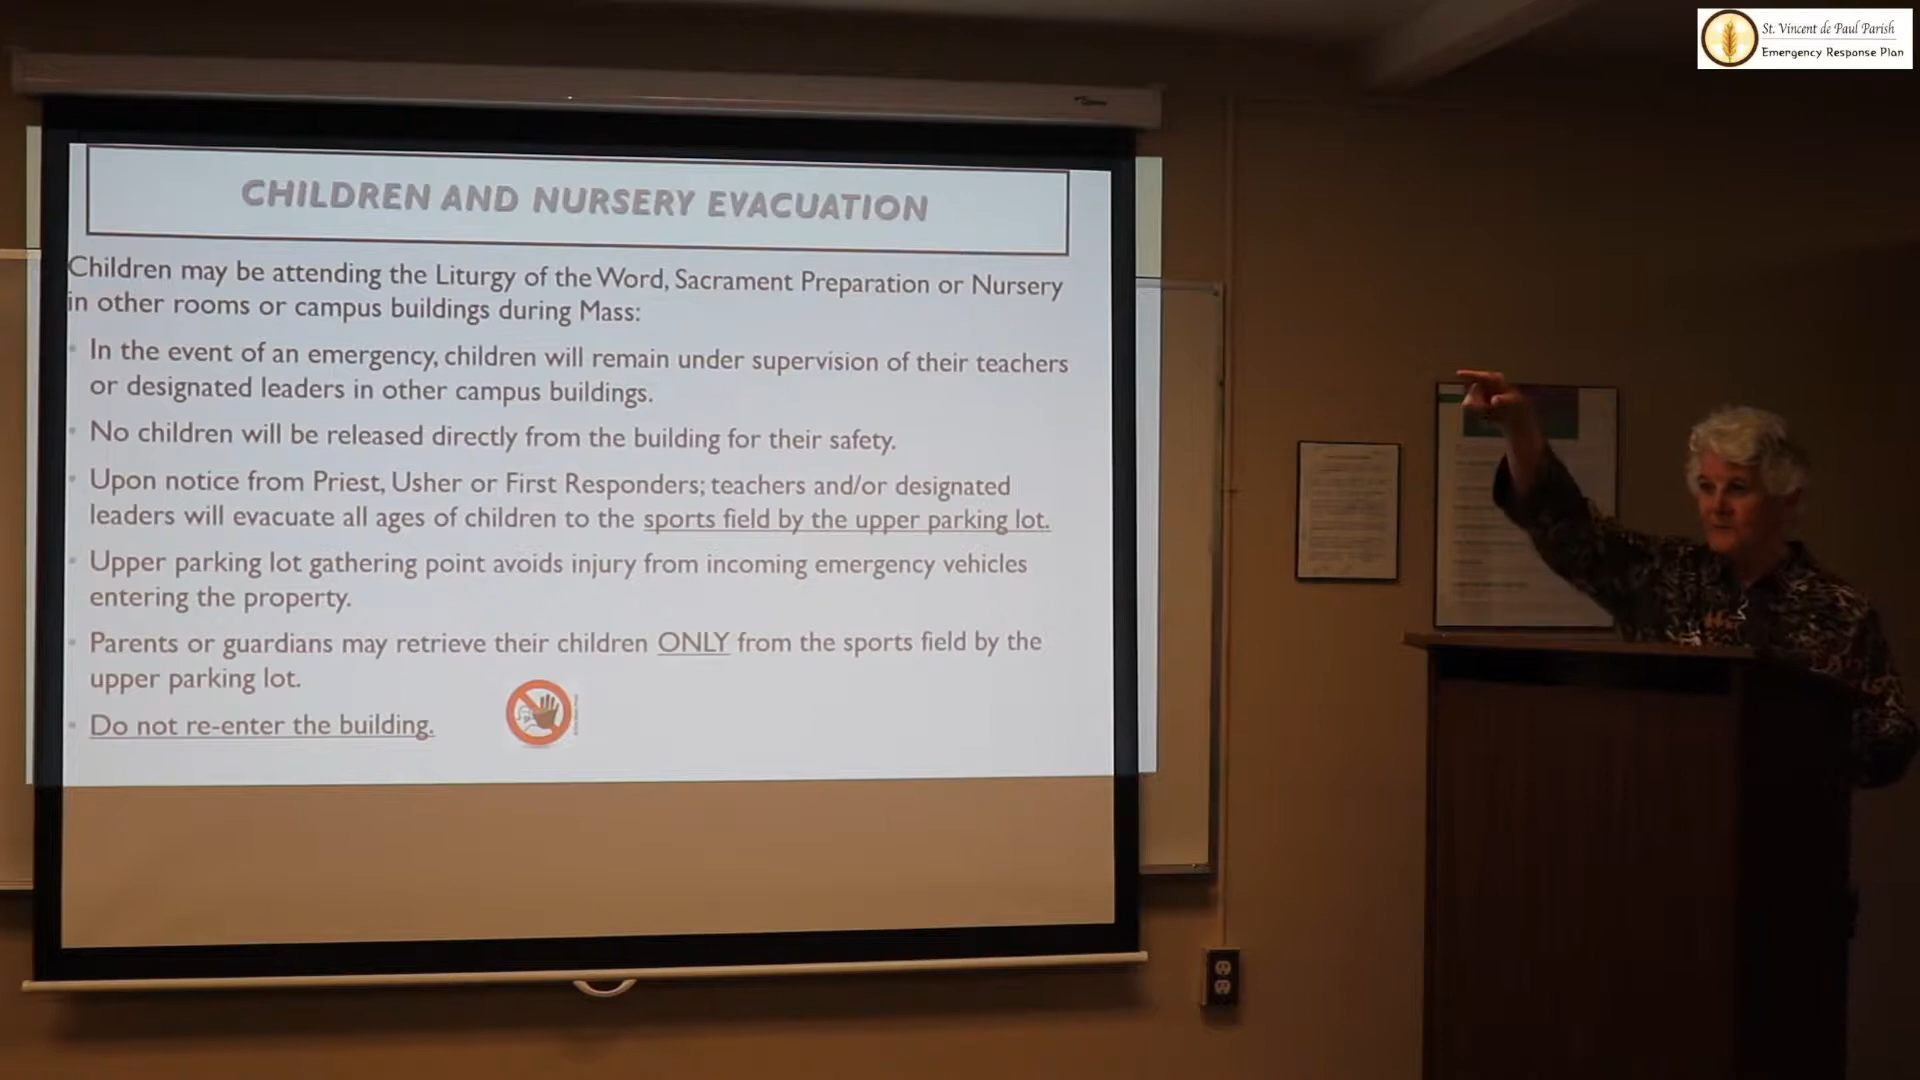 St. Vincent de Paul Parish
Emergency Response Plan
CHILDREN AND NURSERY EVACUATION
Children may be attending the Liturgy of the Word, Sacrament Preparation or Nursery
in other rooms or campus buildings during Mass:
In the event of an emergency, children will remain under supervision of their teachers
or designated leaders in other campus buildings.
No children will be released directly from the building for their safety.
Upon notice from Priest, Usher or First Responders; teachers and/or designated
leaders will evacuate all ages of children to the sports field by the upper parking lot.
Upper parking lot gathering point avoids injury from incoming emergency vehicles
entering the property.
Parents or guardians may retrieve their children ONLY from the sports field by the
upper parking lot.
Do not re-enter the building.